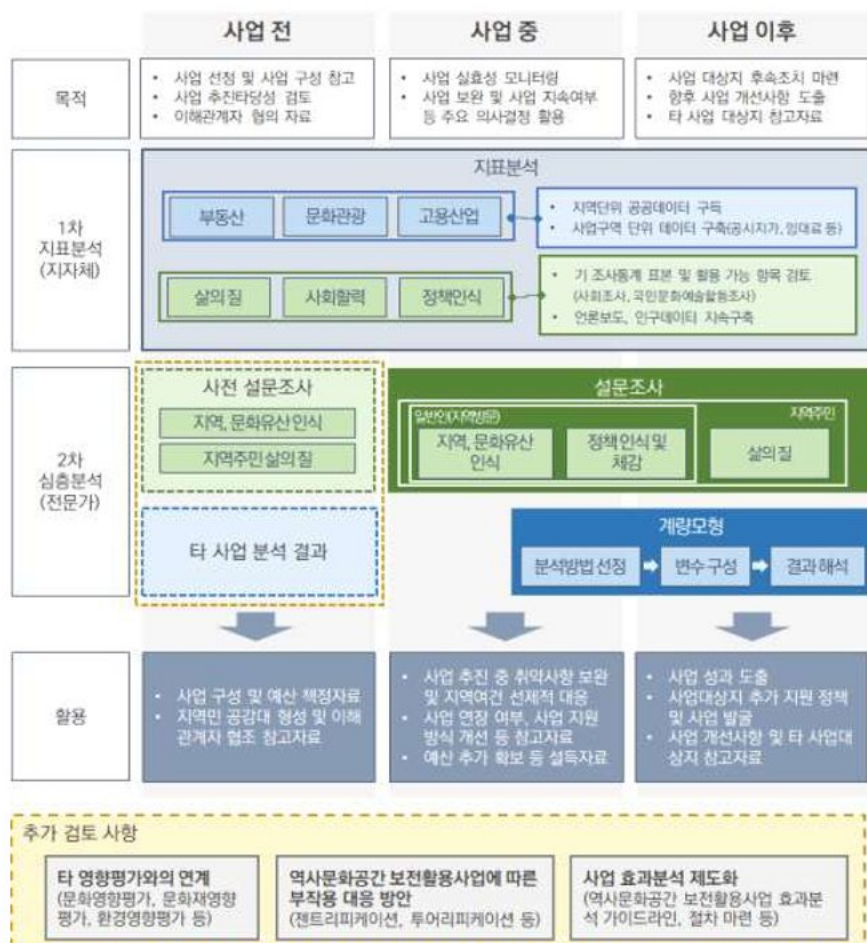 사업 전
사업 중
사업 이후
목적
• 사업 선정 및 사업 구성 참고
• 사업 추진타당성 검토
• 이해관계자 협의 자료
• 사업 실효성 모니터링
• 사업 보완 및 사업 지속여부
등 주요 의사결정 활용
• 사업 대상지 후속조치 마련
• 향후 사업 개선사항 도출
• 타 사업 대상지 참고자료
1차
지표분석
(지자체)
지표분석
부동산
문화관광
고용산업
• 지역단위 공공데이터 구득
• 사업구역 단위 데이터 구축(공시지가, 임대료 등)
삶의 질
사회활력
정책인식
• 기 조사통계 표본 및 활용 가능 항목 검토
(사회조사, 국민문화예술활동조사)
• 언론보도, 인구데이터 지속구축
2차
심층분석
(전문가)
사전 설문조사
지역, 문화유산 인식
지역주민 삶의 질
타 사업 분석 결과
설문조사
일반인(지역방문)
지역주민
지역, 문화유산
인식
정책 인식 및
체감
삶의 질
계량모형
분석방법 선정
변수 구성
결과 해석
활용
• 사업 구성 및 예산 책정자료
• 지역민 공감대 형성 및 이해
관계자 협조 참고자료
• 사업 추진 중 취약사항 보완
및 지역여건 선제적 대응
• 사업 연장 여부, 사업 지원
방식 개선 등 참고자료
• 예산 추가 확보 등 설득자료
• 사업 성과 도출
• 사업대상지 추가 지원 정책
및 사업 발굴
• 사업 개선사항 및 타 사업대
상지 참고자료
추가 검토 사항
타 영향평가와의 연계
(문화영향평가, 문화재영향
평가, 환경영향평가 등)
역사문화공간 보전활용사업에 따른
부작용 대응 방안
(젠트리피케이션, 투어리피케이션 등)
사업 효과분석 제도화
(역사문화공간 보전활용사업 효과분
석 가이드라인, 절차 마련 등)